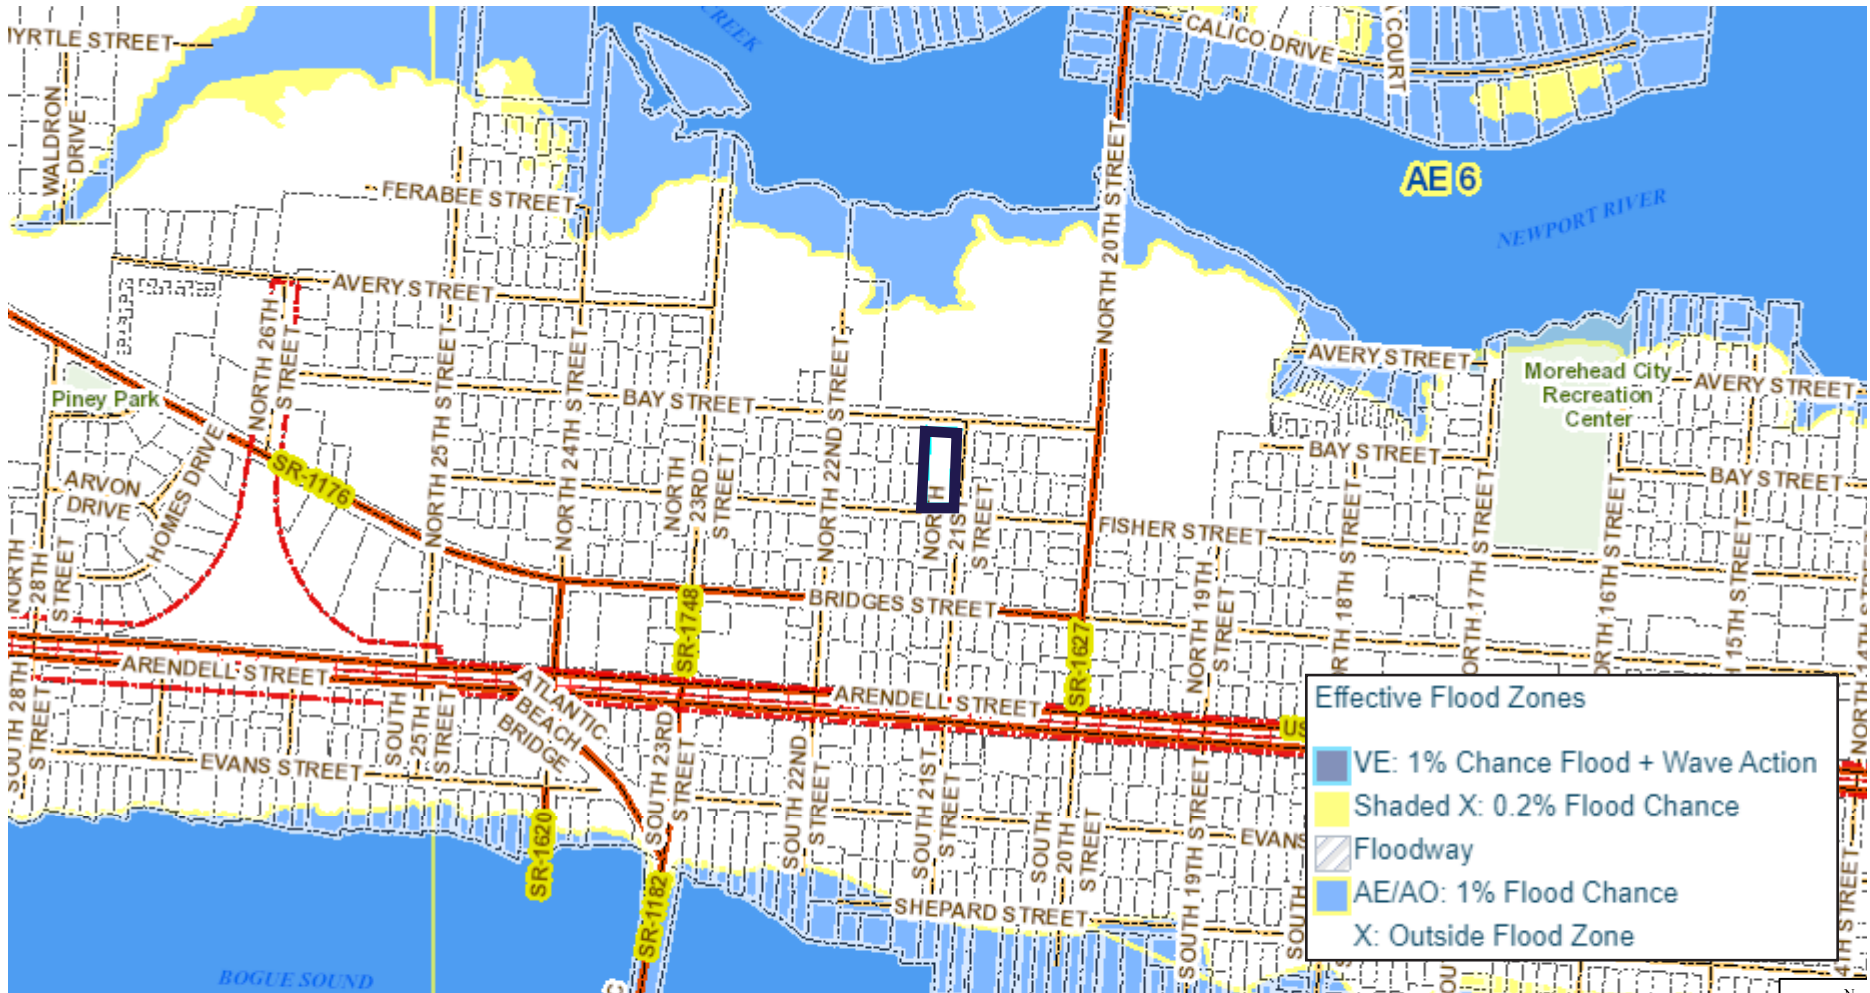 MYRTLE STREET
CREEK
CALICO DRIVE
COURT
WALDRON
DRIVE
FERABEE STREET
NORTH 20TH STREET
AE 6
NEWPORT RIVER
AVERY STREET
NORTH 26TH
STREET
AVERY STREET
Morehead City
Recreation
Center
AVERY STREET
Piney Park
BAY STREET
NORTH 25TH STREET
NORTH 24TH STREET
NORTH 22ND STREET
NORTH
23RD
STREET
BAY STREET
BAY STREET
ARVON
DRIVE
HOMES DRIVE
SR-1176
NORTH
21ST
STREET
FISHER STREET
NORTH
28TH
STREET
BRIDGES STREET
NORTH 19TH
STREET
NORTH 18TH STREET
NORTH 17TH STREET
NORTH 16TH STREET
15TH STREET
NORTH 14TH STREET
SR-1748
SR-1627
ARENDELL STREET
ATLANTIC
BEACH
BRIDGE
ARENDELL STREET
US
SOUTH 28TH
STREET
SOUTH
25TH
STREET
EVANS STREET
SOUTH 23RD
STREET
SOUTH 22ND
STREET
SOUTH 21ST
STREET
SOUTH
20TH
STREET
SOUTH 19TH STREET
EVANS
SOUTH
SR-1620
SR-1182
SHEPARD STREET
BOGUE SOUND
Effective Flood Zones
VE: 1% Chance Flood + Wave Action
Shaded X: 0.2% Flood Chance
Floodway
AE/AO: 1% Flood Chance
X: Outside Flood Zone
N